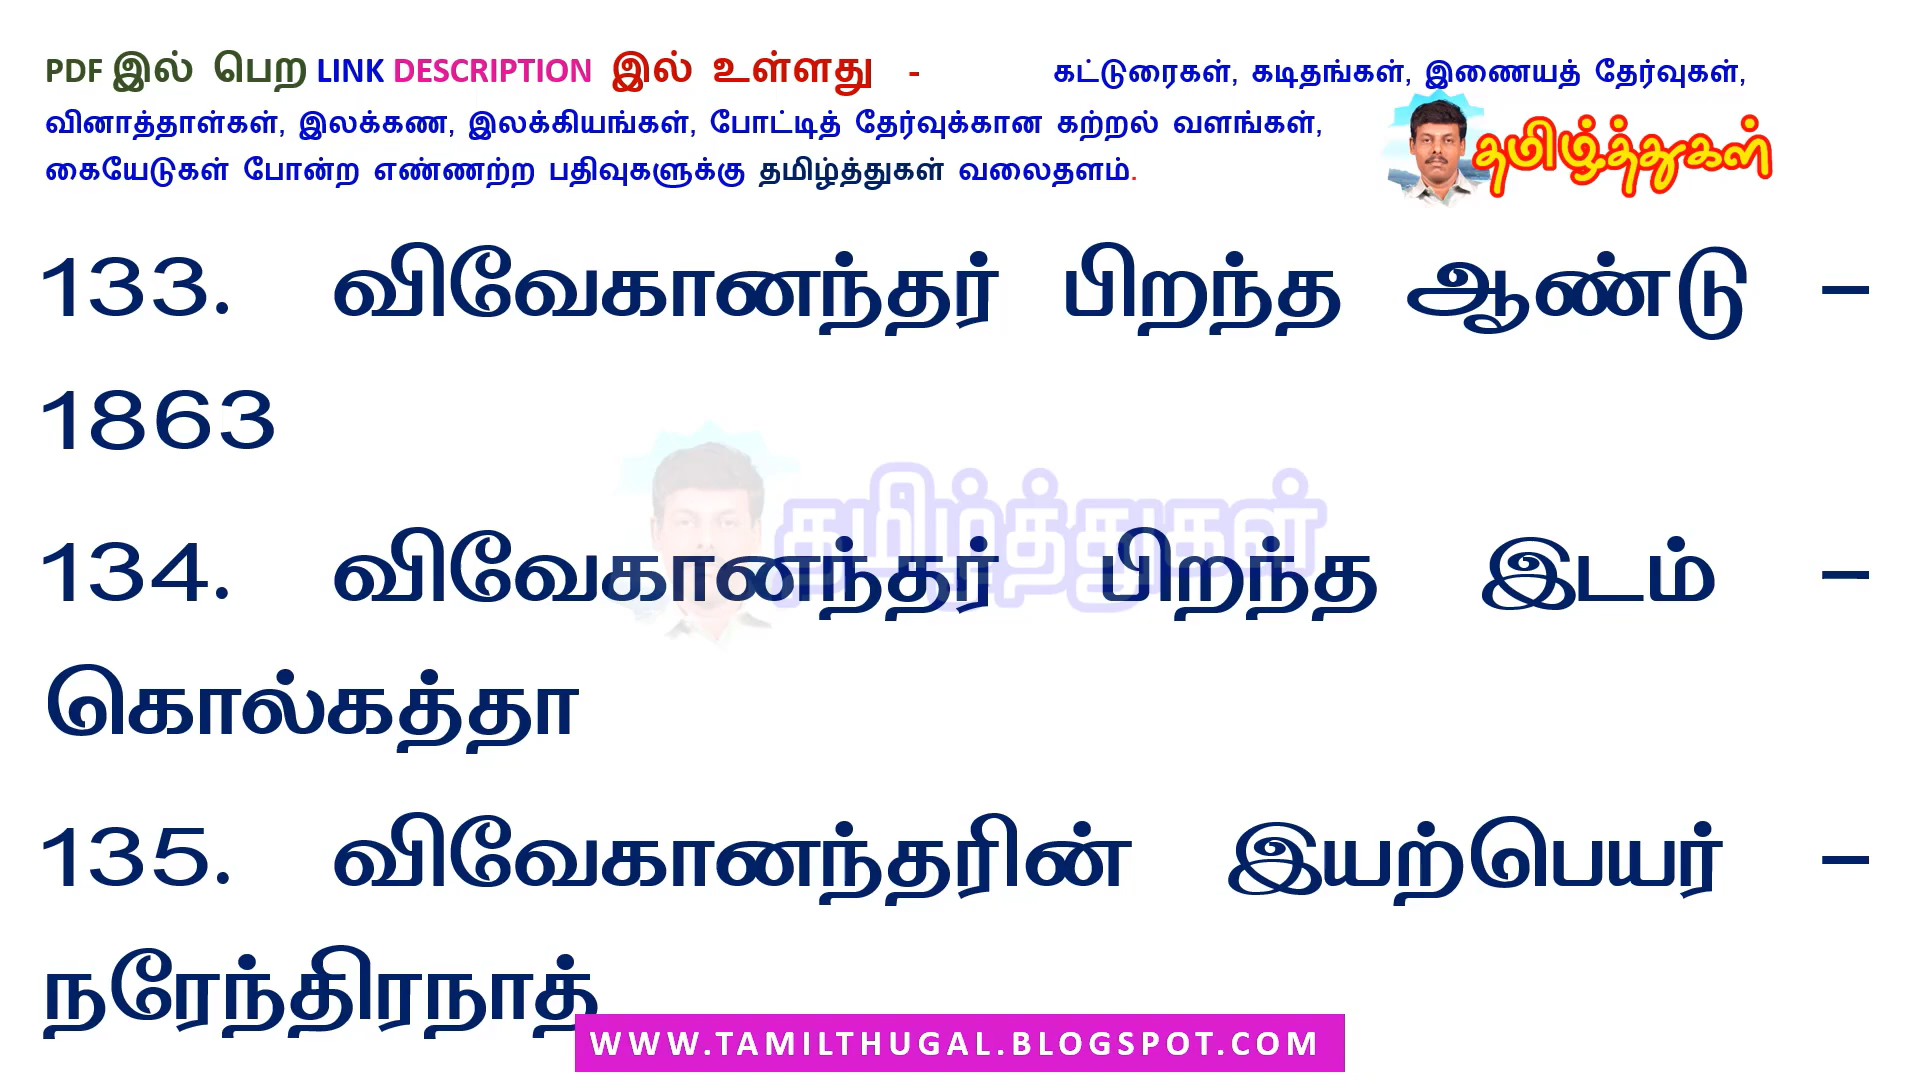 PDF இல் பெற LINK DESCRIPTION இல் உள்ளது - கட்டுரைகள், கடிதங்கள், இணையத் தேர்வுகள்,
வினாத்தாள்கள், இலக்கண, இலக்கியங்கள், போட்டித் தேர்வுக்கான கற்றல் வளங்கள்,
கையேடுகள் போன்ற எண்ணற்ற பதிவுகளுக்கு தமிழ்த்துகள் வலைதளம்.
தமிழ்த்துகள்
133. விவேகானந்தர் பிறந்த ஆண்டு –
1863
தமிழ்த்துகள்
134. விவேகானந்தர் பிறந்த இடம் –
கொல்கத்தா
135. விவேகானந்தரின் இயற்பெயர் –
நரேந்திரநாத்
WWW.TAMILTHUGAL.BLOGSPOT.COM